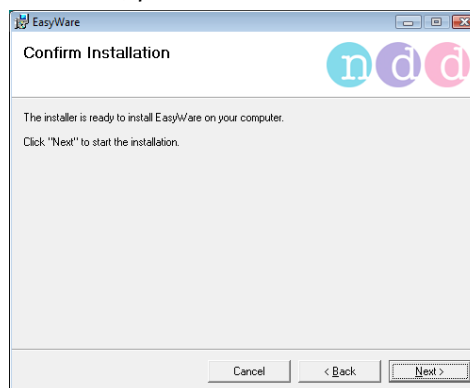 EasyWare
Confirm Installation
ndd
The installer is ready to install EasyWare on your computer.
Click "Next" to start the installation.
Cancel
< Back
Next >